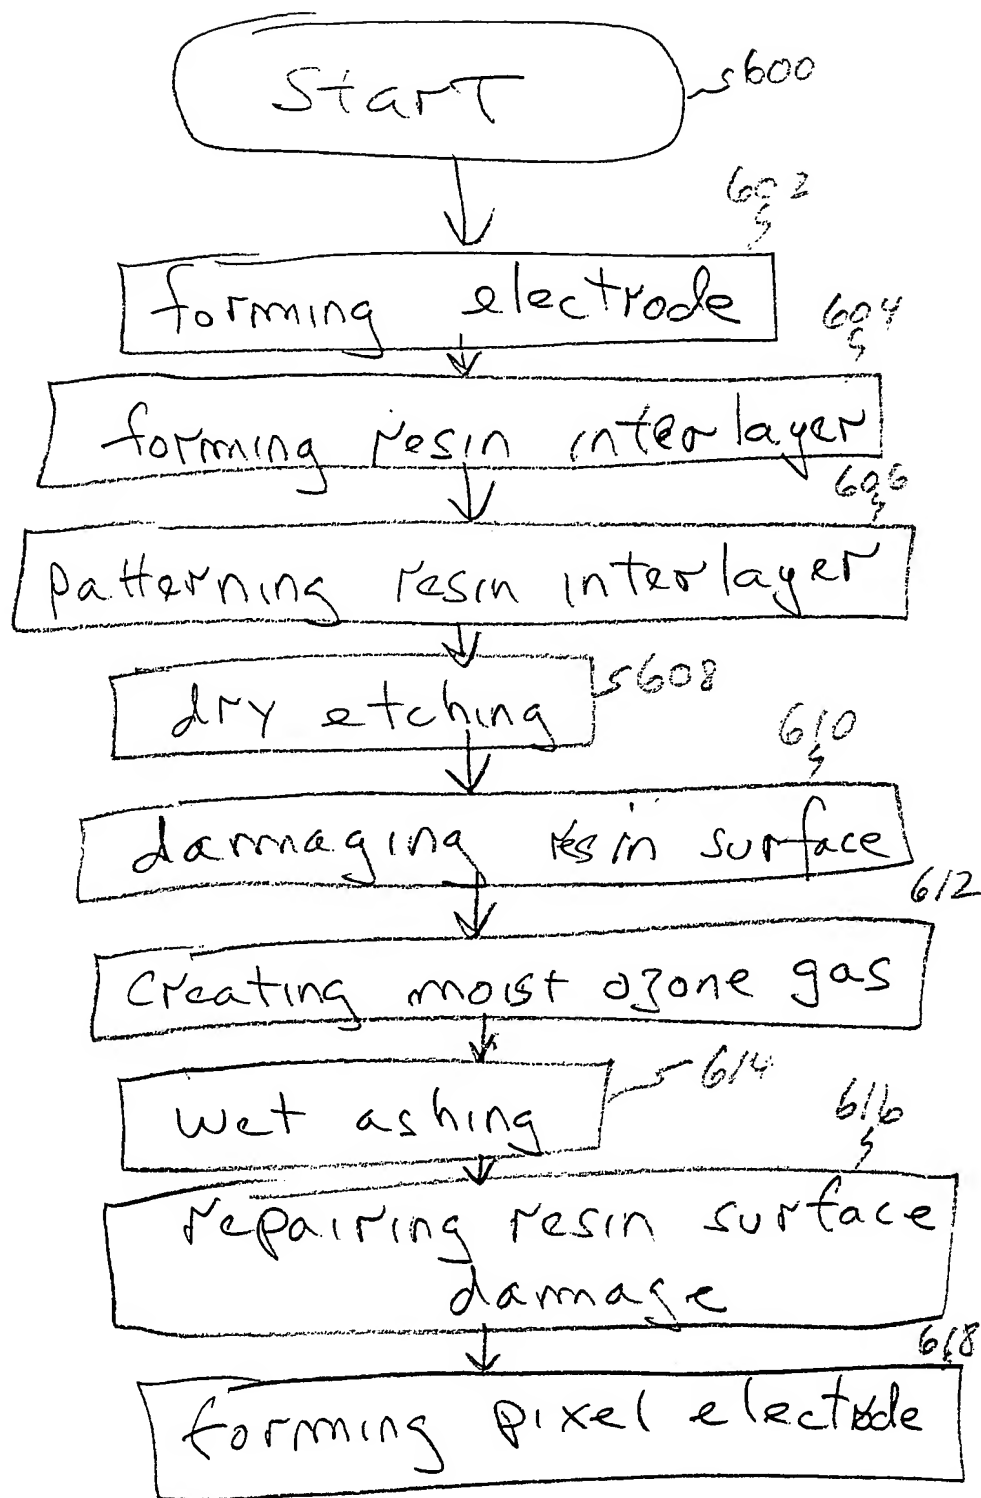 Start
600
602
forming electrode
604
forming resin interlayer
606
patterning resin interlayer
dry etching
608
610
damaging resin surface
612
Creating moist ozone gas
wet ashing
614
616
repairing resin surface
damage
618
forming pixel electrode